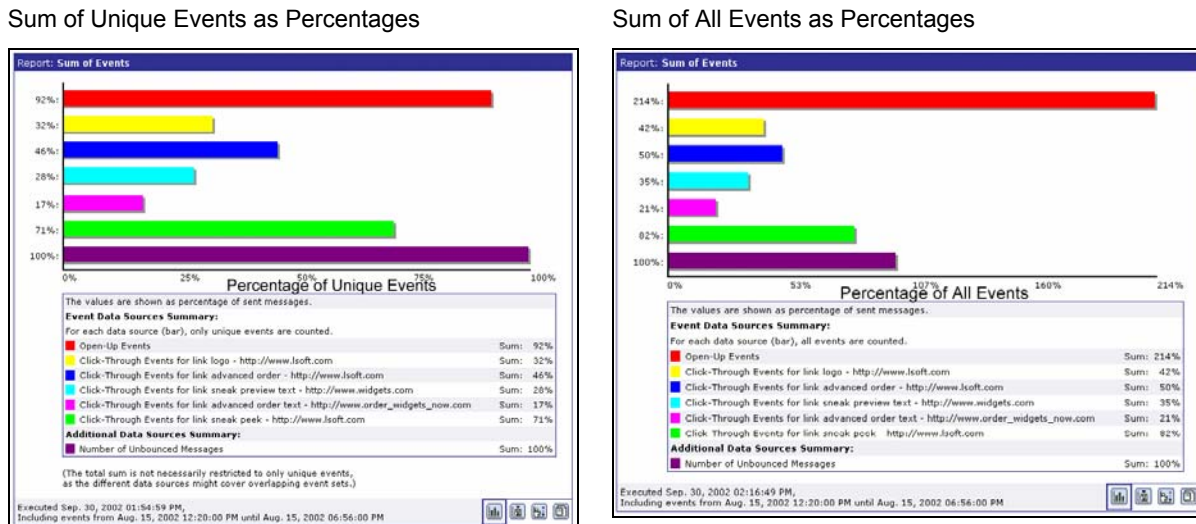 Sum of Unique Events as Percentages
Report: Sum of Events
92%:
32%:
46%:
28%:
17%:
71%:
100%:
0% 25% 50% 75% 100%
Percentage of Unique Events
The values are shown as percentage of sent messages.
Event Data Sources Summary:
For each data source (bar), only unique events are counted.
Open-Up Events Sum: 92%
Click-Through Events for link logo - http://www.lsoft.com Sum: 32%
Click-Through Events for link advanced order - http://www.lsoft.com Sum: 46%
Click-Through Events for link sneak preview text - http://www.widgets.com Sum: 28%
Click-Through Events for link advanced order text - http://www.order_widgets_now.com Sum: 17%
Click-Through Events for link sneak peek - http://www.lsoft.com Sum: 71%
Additional Data Sources Summary:
Number of Unbounced Messages Sum: 100%
(The total sum is not necessarily restricted to only unique events,
as the different data sources might cover overlapping event sets.)
Executed Sep. 30, 2002 01:54:59 PM,
Including events from Aug. 15, 2002 12:20:00 PM until Aug. 15, 2002 06:56:00 PM
Sum of All Events as Percentages
Report: Sum of Events
214%:
42%:
50%:
35%:
21%:
82%:
100%:
0% 53% 107% 160% 214%
Percentage of All Events
The values are shown as percentage of sent messages.
Event Data Sources Summary:
For each data source (bar), all events are counted.
Open-Up Events Sum: 214%
Click-Through Events for link logo - http://www.lsoft.com Sum: 42%
Click-Through Events for link advanced order - http://www.lsoft.com Sum: 50%
Click-Through Events for link sneak preview text - http://www.widgets.com Sum: 35%
Click-Through Events for link advanced order text - http://www.order_widgets_now.com Sum: 21%
Click-Through Events for link sneak peek - http://www.lsoft.com Sum: 82%
Additional Data Sources Summary:
Number of Unbounced Messages Sum: 100%
Executed Sep. 30, 2002 02:16:49 PM,
Including events from Aug. 15, 2002 12:20:00 PM until Aug. 15, 2002 06:56:00 PM